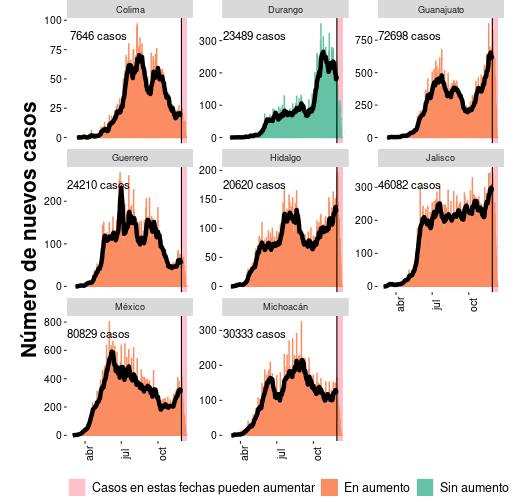 Colima
Durango
Guanajuato
100
75
50
25
0
7646 casos
300
200
100
0
23489 casos
750
500
250
0
72698 casos
Guerrero
Hidalgo
Jalisco
200
100
0
24210 casos
200
150
100
50
0
20620 casos
300
200
100
0
46082 casos
abr
jul
oct
México
Michoacán
800
600
400
200
0
80829 casos
300
200
100
0
30333 casos
abr
jul
oct
abr
jul
oct
Número de nuevos casos
Casos en estas fechas pueden aumentar
En aumento
Sin aumento